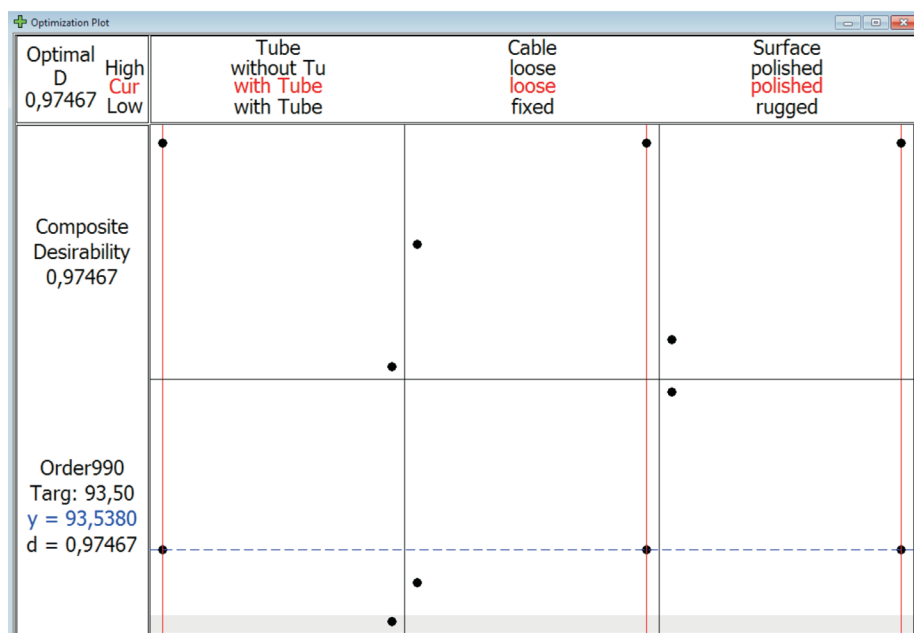 Optimization Plot
Optimal
D
0,97467
High
Cur
Low
Tube
without Tu
with Tube
with Tube
Cable
loose
loose
fixed
Surface
polished
polished
rugged
Composite
Desirability
0,97467
Order990
Targ: 93,50
y = 93,5380
d = 0,97467